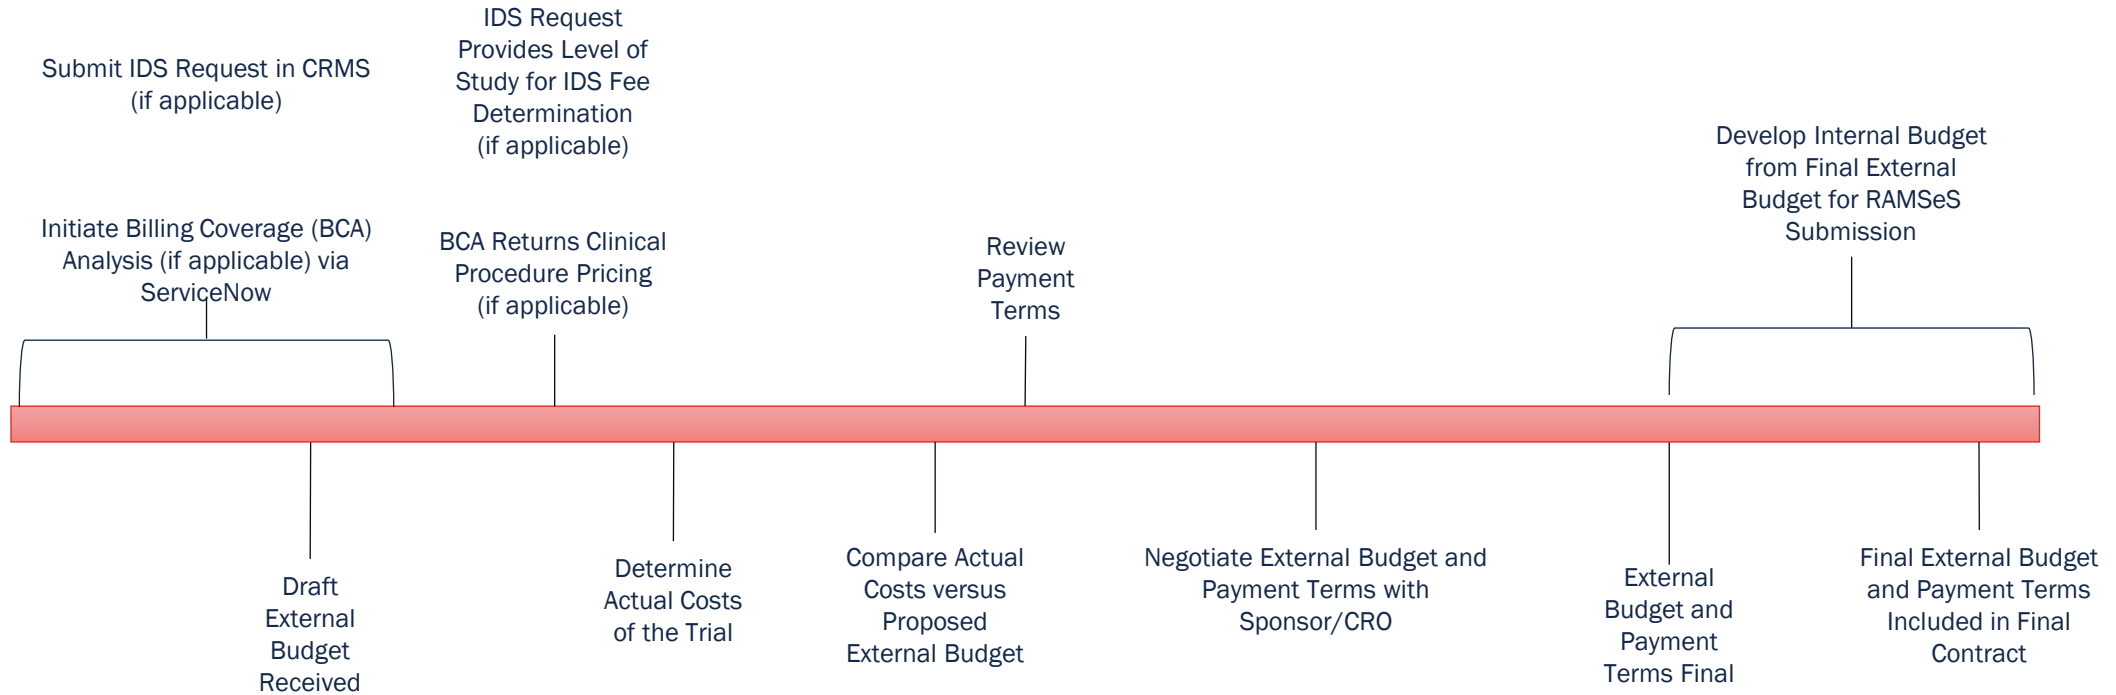 Submit IDS Request in CRMS
(if applicable)
IDS Request
Provides Level of
Study for IDS Fee
Determination
(if applicable)
Initiate Billing Coverage (BCA)
Analysis (if applicable) via
ServiceNow
BCA Returns Clinical
Procedure Pricing
(if applicable)
Review
Payment
Terms
Develop Internal Budget
from Final External
Budget for RAMSeS
Submission
Draft
External
Budget
Received
Determine
Actual Costs
of the Trial
Compare Actual
Costs versus
Proposed
External Budget
Negotiate External Budget and
Payment Terms with
Sponsor/CRO
External
Budget and
Payment
Terms Final
Final External Budget
and Payment Terms
Included in Final
Contract